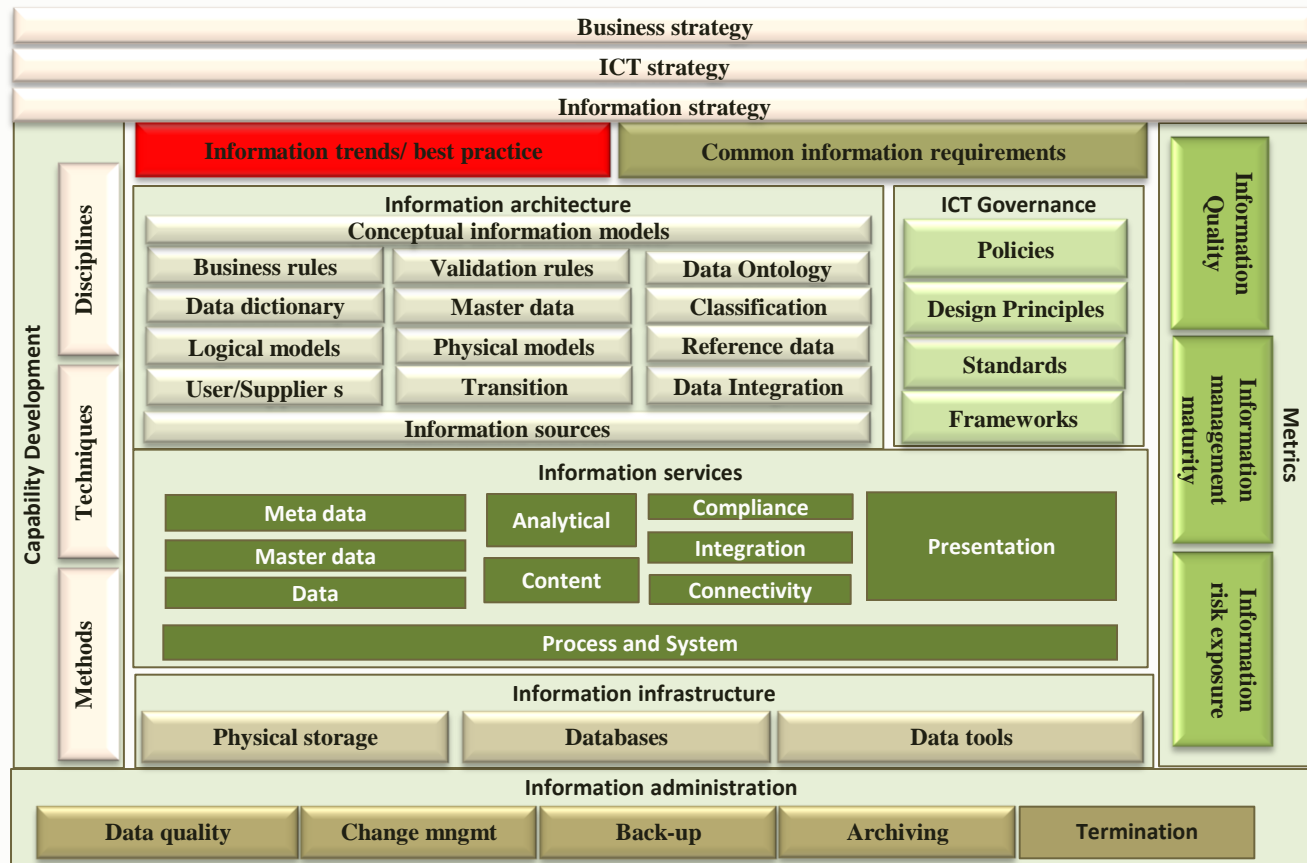 Business strategy
ICT strategy
Information strategy
Information trends/ best practice
Common information requirements
Capability Development
Disciplines
Techniques
Methods
Information architecture
Conceptual information models
Business rules
Validation rules
Data Ontology
Data dictionary
Master data
Classification
Logical models
Physical models
Reference data
User/Supplier s
Transition
Data Integration
Information sources
ICT Governance
Policies
Design Principles
Standards
Frameworks
Information services
Meta data
Master data
Data
Analytical
Content
Compliance
Integration
Connectivity
Presentation
Process and System
Information infrastructure
Physical storage
Databases
Data tools
Metrics
Information
Quality
Information
management
maturity
Information
risk exposure
Information administration
Data quality
Change mngmt
Back-up
Archiving
Termination